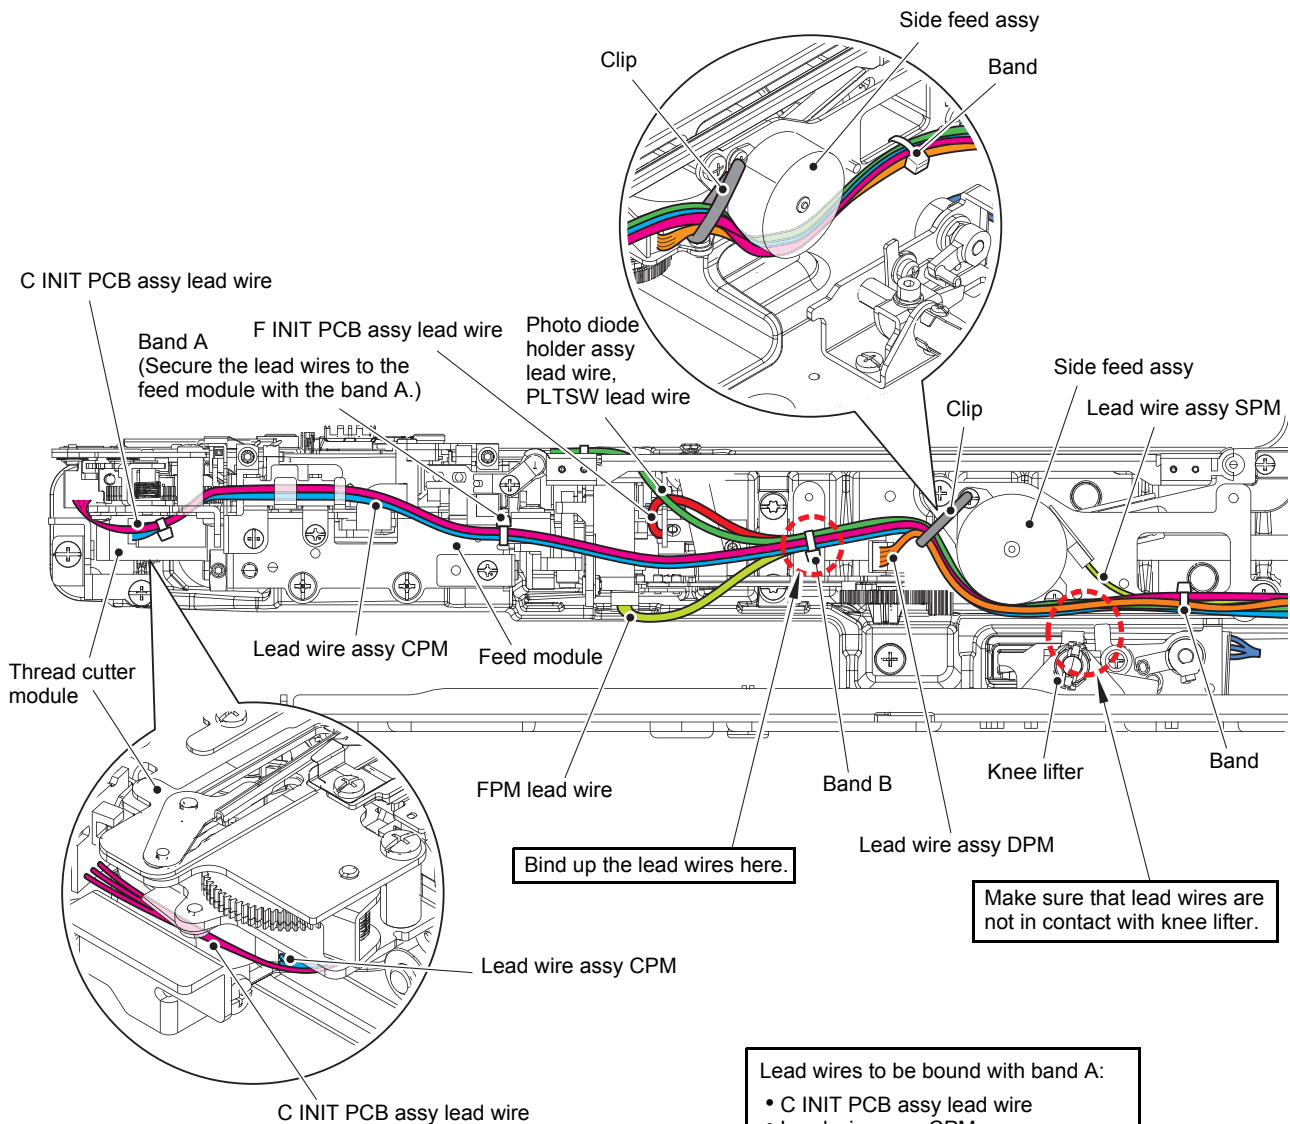 Side feed assy
Clip
Band
C INIT PCB assy lead wire
Band A
(Secure the lead wires to the
feed module with the band A.)
F INIT PCB assy lead wire
Photo diode
holder assy
lead wire,
PLTSW lead wire
Side feed assy
Clip
Lead wire assy SPM
Lead wire assy CPM
Feed module
Thread cutter
module
FPM lead wire
Band B
Knee lifter
Band
Lead wire assy DPM
Bind up the lead wires here.
Make sure that lead wires are
not in contact with knee lifter.
Lead wire assy CPM
C INIT PCB assy lead wire
Lead wires to be bound with band A:
• C INIT PCB assy lead wire
• Lead wire assy CPM